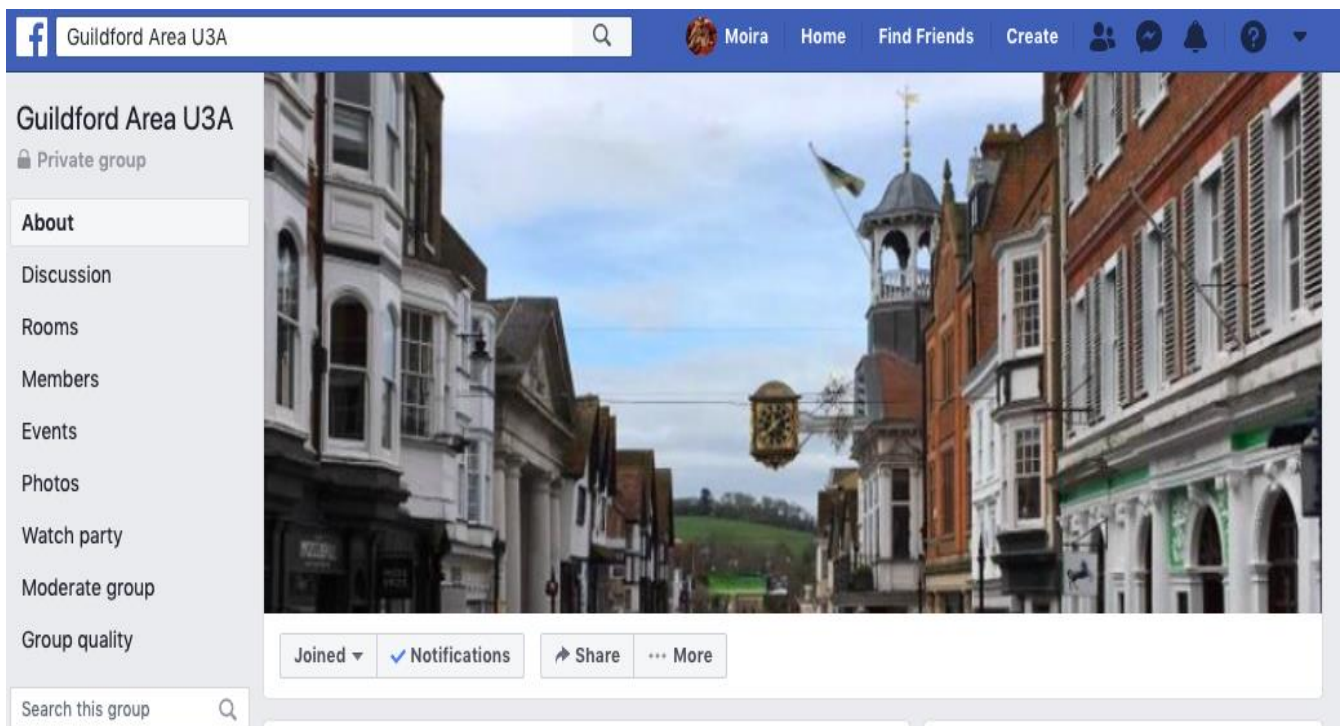 f Guildford Area U3A Moira Home Find Friends Create
Guildford Area U3A
Private group
About
Discussion
Rooms
Members
Events
Photos
Watch party
Moderate group
Group quality
Search this group
Joined Notifications Share ... More